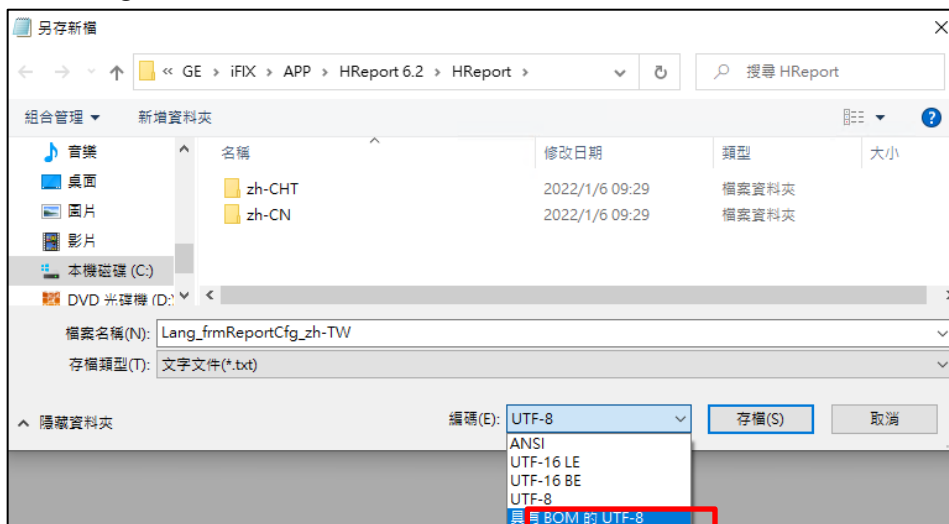 另存新檔
« GE › iFIX › APP › HReport 6.2 › HReport ›
搜尋 HReport
組合管理 新增資料夾
音樂
桌面
圖片
影片
本機磁碟 (C:)
DVD 光碟機 (D:)
名稱 修改日期 類型 大小
zh-CHT 2022/1/6 09:29 檔案資料夾
zh-CN 2022/1/6 09:29 檔案資料夾
檔案名稱(N): Lang_frmReportCfg_zh-TW
存檔類型(T): 文字文件(*.txt)
隱藏資料夾 編碼(E): UTF-8 存檔(S) 取消
ANSI
UTF-16 LE
UTF-16 BE
UTF-8
具有 BOM 的 UTF-8